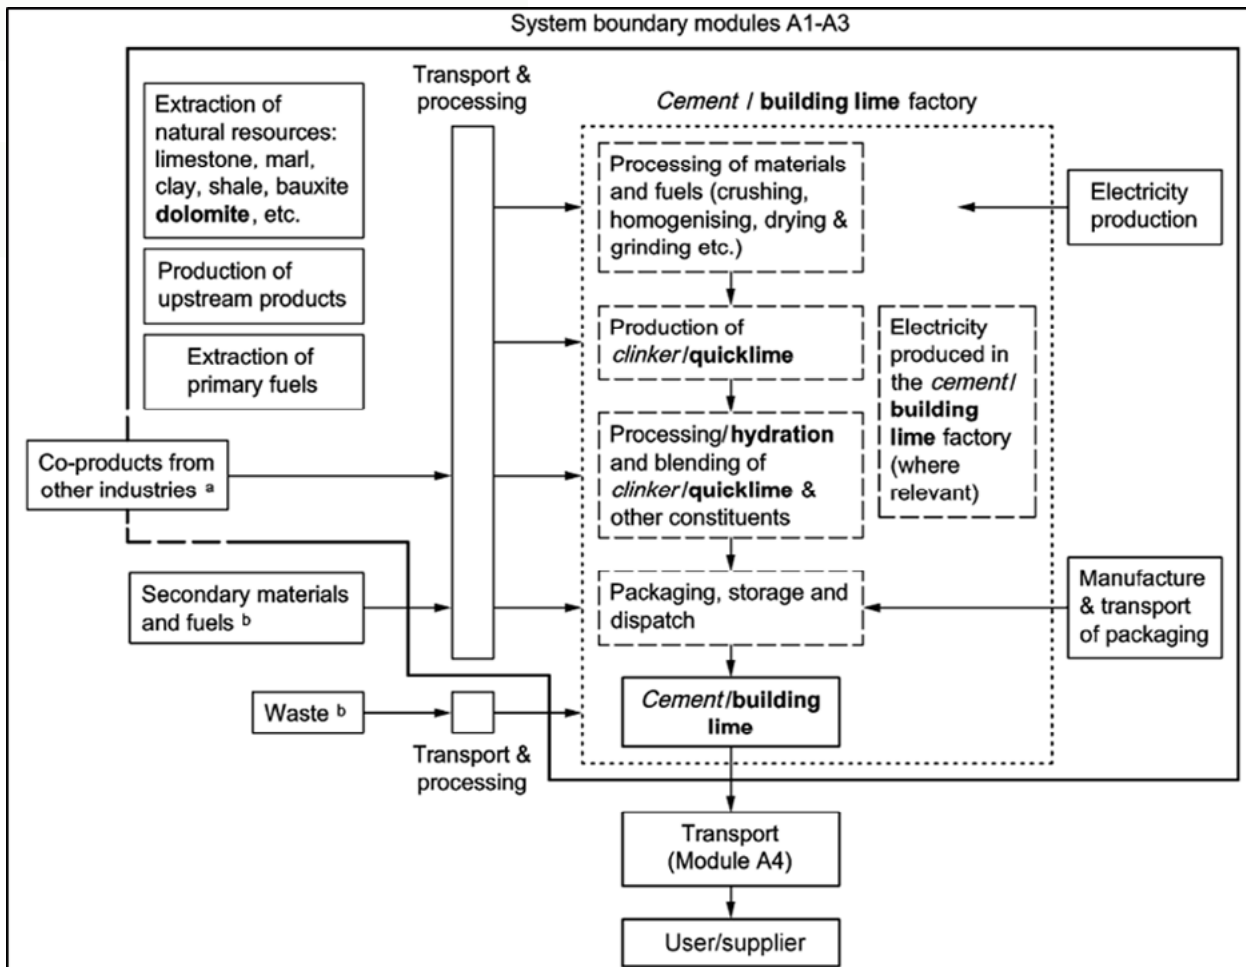 System boundary modules A1-A3
Extraction of
natural resources:
limestone, marl,
clay, shale, bauxite
dolomite, etc.
Production of
upstream products
Extraction of
primary fuels
Co-products from
other industries a
Secondary materials
and fuels b
Waste b
Transport &
processing
Transport &
processing
Cement / building lime factory
Processing of materials
and fuels (crushing,
homogenising, drying &
grinding etc.)
Production of
clinker/quicklime
Processing/hydration
and blending of
clinker/quicklime &
other constituents
Packaging, storage and
dispatch
Cement/building
lime
Electricity
produced in
the cement/
building
lime factory
(where
relevant)
Electricity
production
Manufacture
& transport
of packaging
Transport
(Module A4)
User/supplier